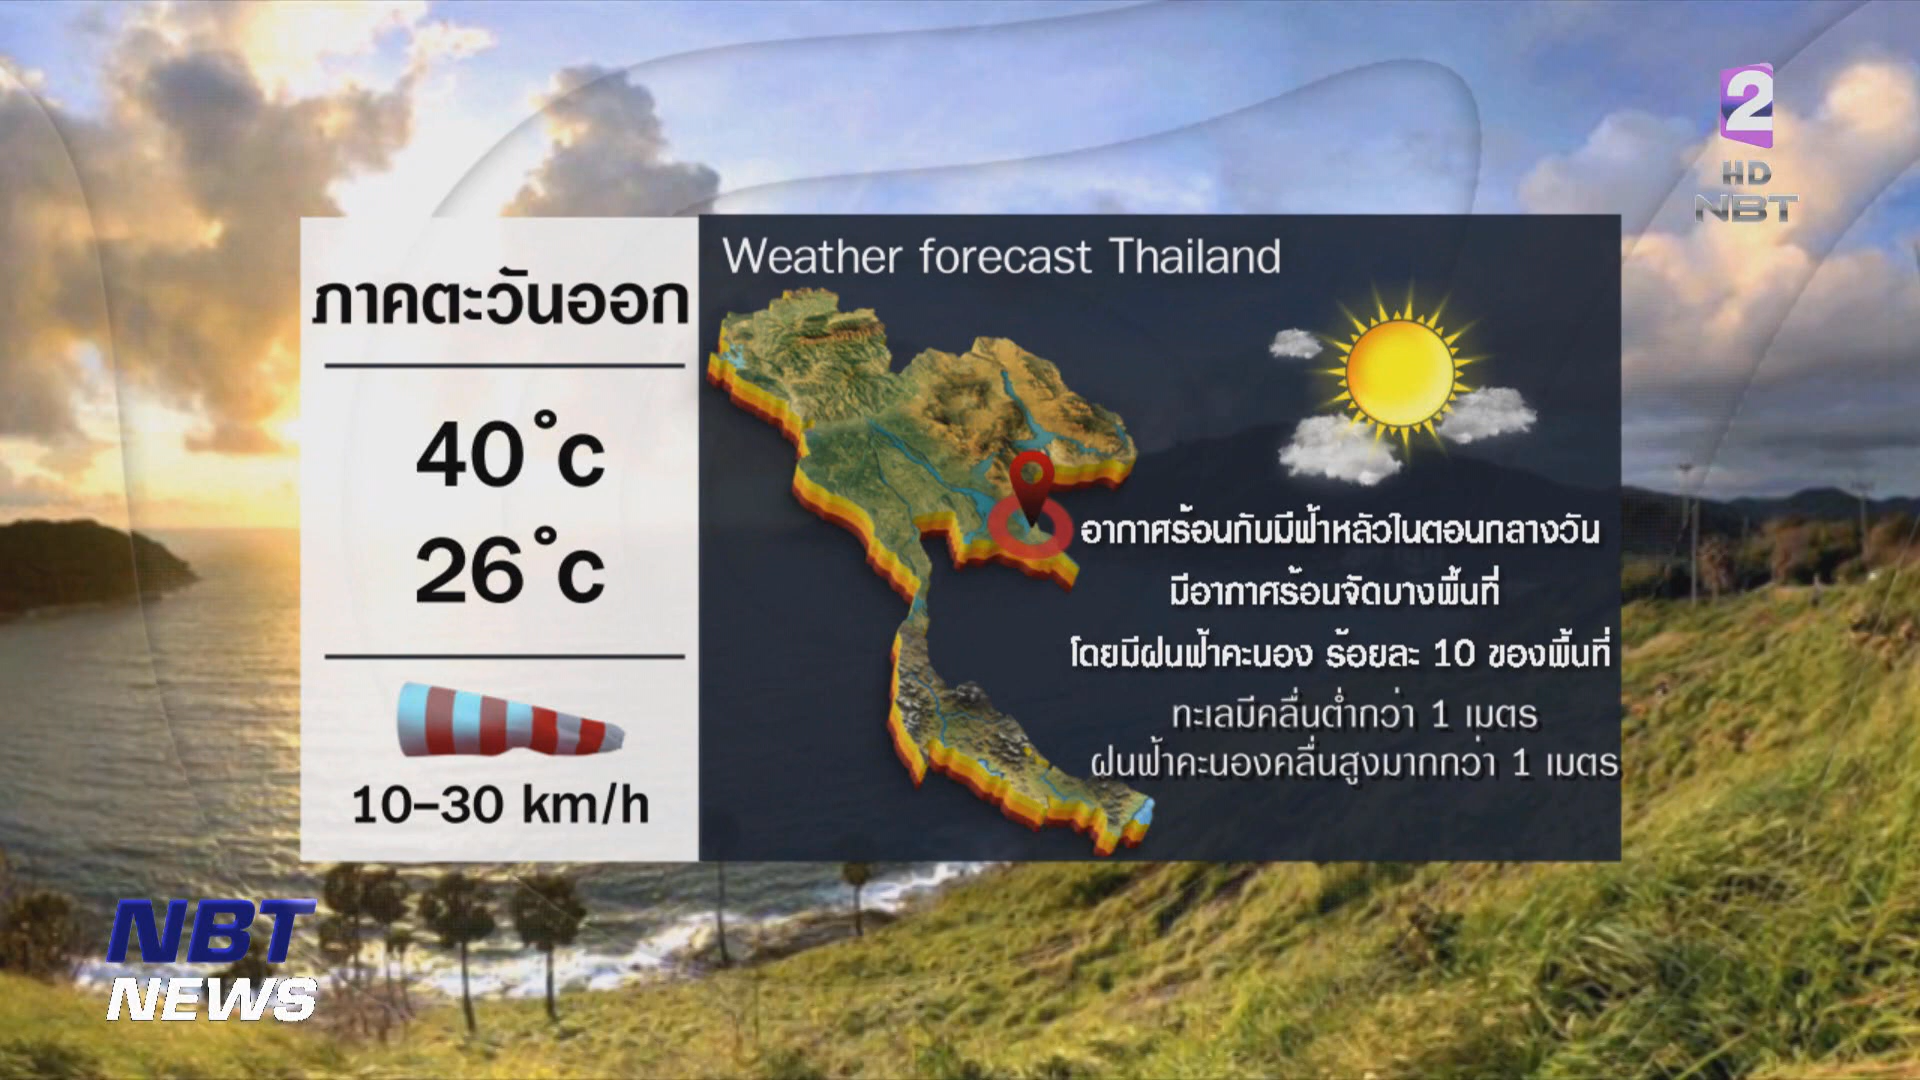 2
HD
NBT
Weather forecast Thailand
ภาคตะวันออก
40°c
26°c
10-30 km/h
อากาศร้อนกับมีฟ้าหลัวในตอนกลางวัน
มีอากาศร้อนจัดบางพื้นที่
โดยมีฝนฟ้าคะนอง ร้อยละ 10 ของพื้นที่
ทะเลมีคลื่นต่ำกว่า 1 เมตร
ฝนฟ้าคะนองคลื่นสูงมากกว่า 1 เมตร
NBT
NEWS